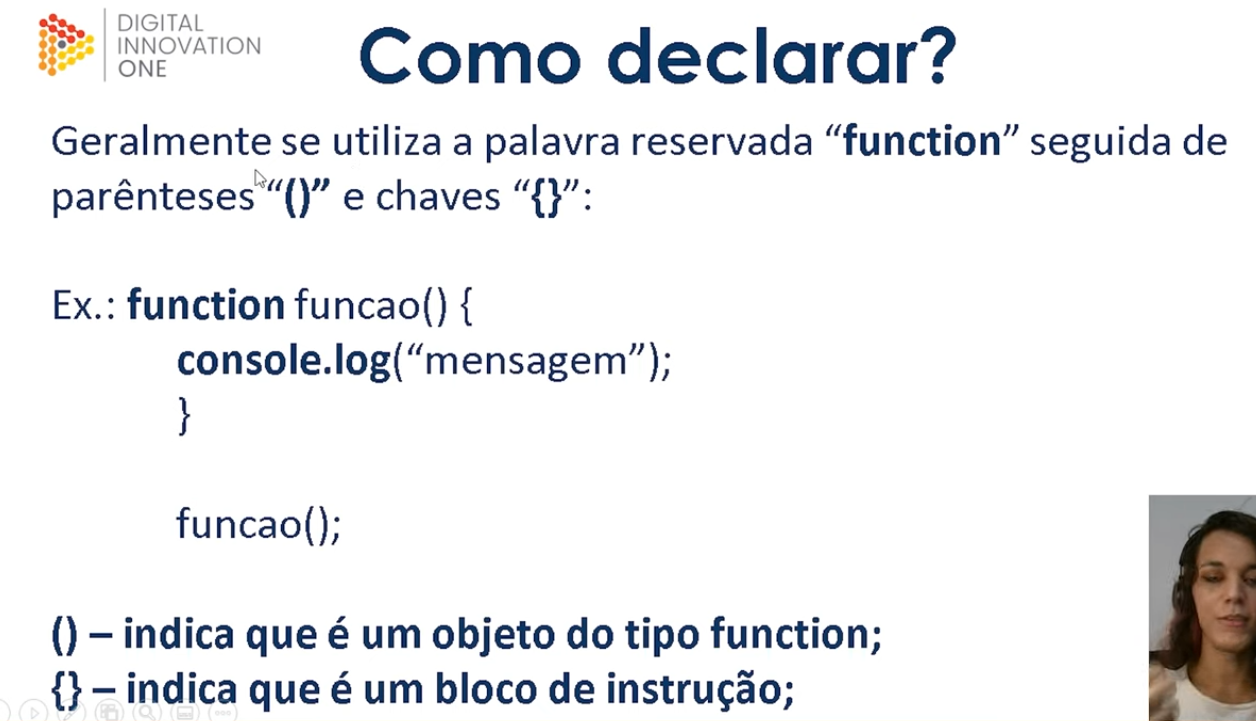 DIGITAL
INNOVATION
ONE
Como declarar?
Geralmente se utiliza a palavra reservada “function” seguida de
parênteses “()” e chaves “{}”:
Ex.: function funcao() {
console.log(“mensagem”);
}
funcao();
() – indica que é um objeto do tipo function;
{} – indica que é um bloco de instrução;